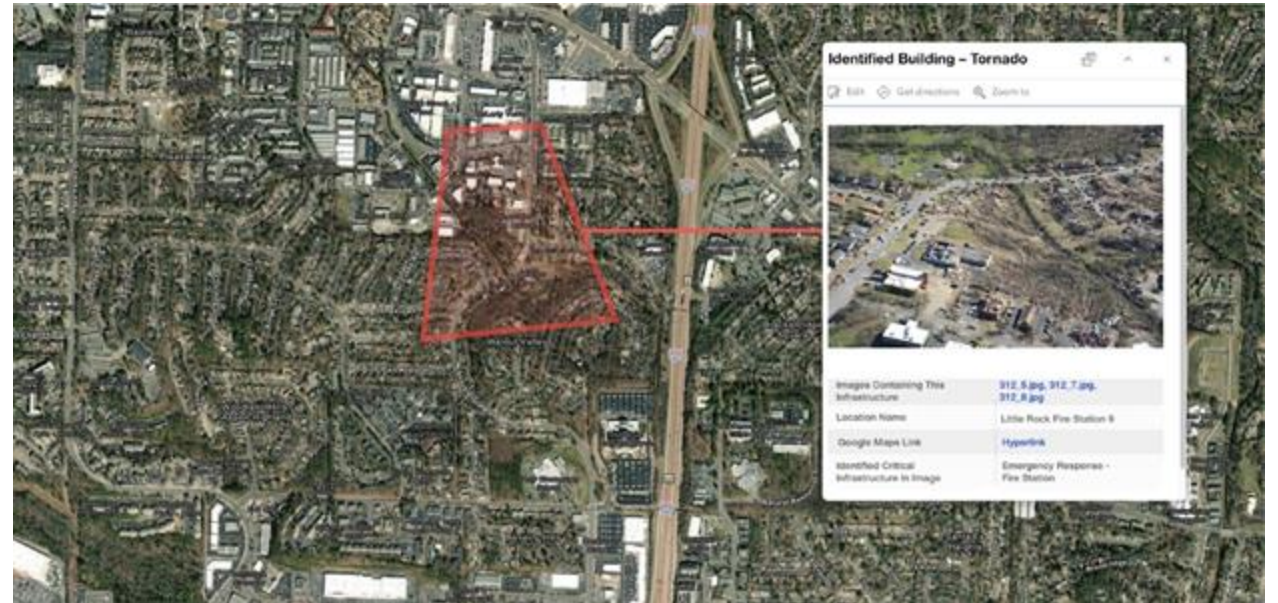 Identified Building – Tornado
Edit Get directions Zoom to
Images Containing This
Infrastructure
312_5.jpg, 312_7.jpg,
312_8.jpg
Location Name
Little Rock Fire Station 9
Google Maps Link
Hyperlink
Identified Critical
Infrastructure in Image
Emergency Response -
Fire Station